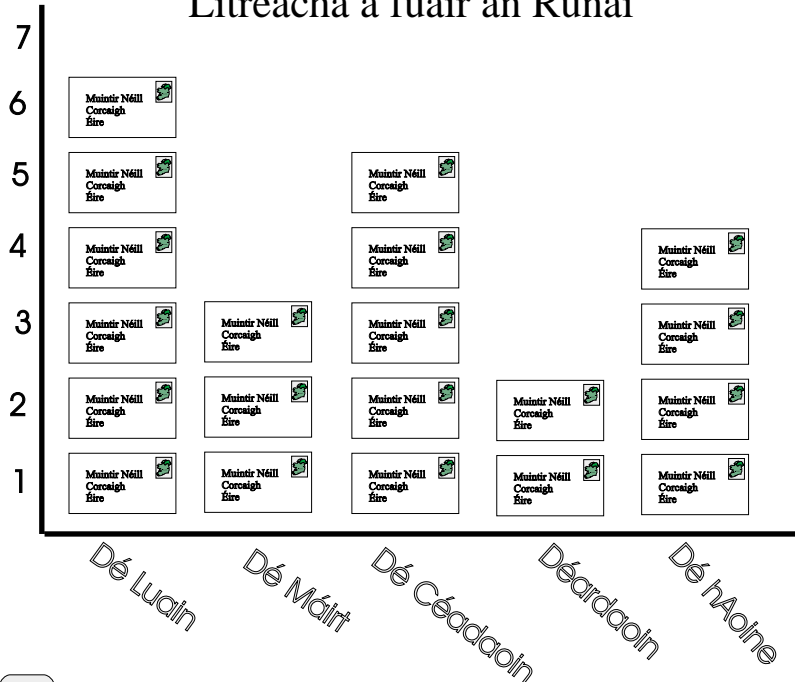 Litreacha a fuair an Rúnaí
7
6
Muintir Néill
Corcaigh
Éire
5
Muintir Néill
Corcaigh
Éire
Muintir Néill
Corcaigh
Éire
4
Muintir Néill
Corcaigh
Éire
Muintir Néill
Corcaigh
Éire
Muintir Néill
Corcaigh
Éire
3
Muintir Néill
Corcaigh
Éire
Muintir Néill
Corcaigh
Éire
Muintir Néill
Corcaigh
Éire
Muintir Néill
Corcaigh
Éire
2
Muintir Néill
Corcaigh
Éire
Muintir Néill
Corcaigh
Éire
Muintir Néill
Corcaigh
Éire
Muintir Néill
Corcaigh
Éire
Muintir Néill
Corcaigh
Éire
1
Muintir Néill
Corcaigh
Éire
Muintir Néill
Corcaigh
Éire
Muintir Néill
Corcaigh
Éire
Muintir Néill
Corcaigh
Éire
Muintir Néill
Corcaigh
Éire
Dé Luain
Dé Máirt
Dé Céadaoin
Déardaoin
Dé hAoine